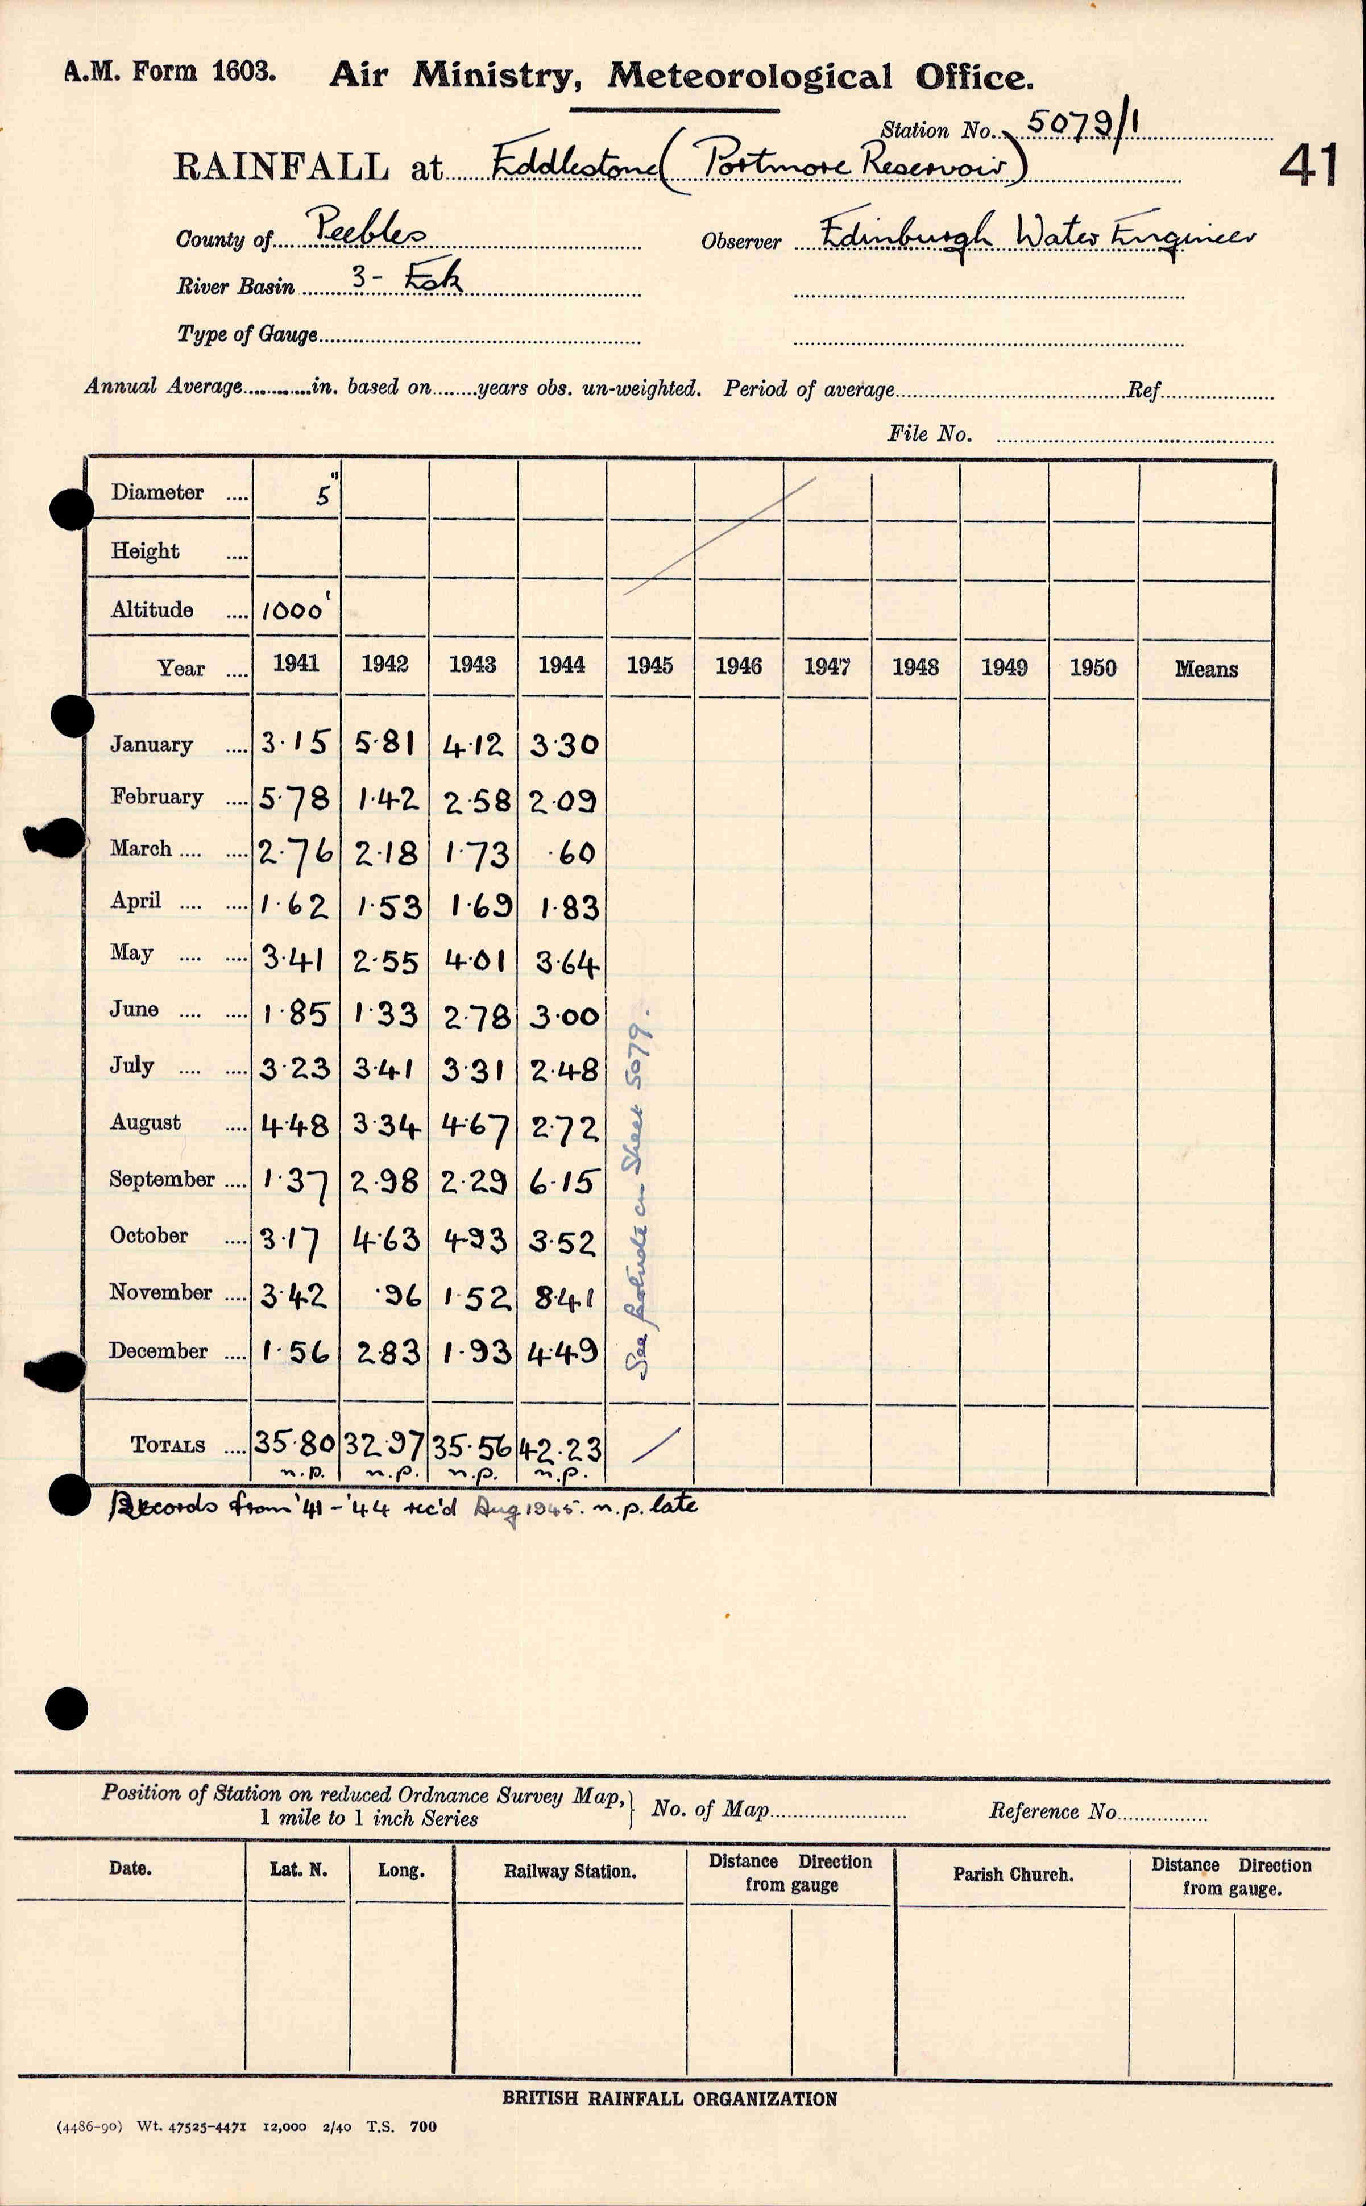 A.M. Form 1603. Air Ministry, Meteorological Office.
Station No. 5079/1
RAINFALL at Eddlestone (Portmore Reservoir) 41
County of Peebles Observer Edinburgh Water Engineer
River Basin 3 - Esk
Type of Gauge
Annual Average in. based on years obs. un-weighted. Period of average Ref
File No.
Diameter .... 5"
Height ....
Altitude .... 1000'
Year .... 1941 1942 1943 1944 1945 1946 1947 1948 1949 1950 Means
January .... 3·15 5·81 4·12 3·30
February .... 5·78 1·42 2·58 2·09
March .... .... 2·76 2·18 1·73 ·60
April .... .... 1·62 1·53 1·69 1·83
May .... .... 3·41 2·55 4·01 3·64
June .... .... 1·85 1·33 2·78 3·00
July .... .... 3·23 3·41 3·31 2·48
August .... 4·48 3·34 4·67 2·72
September .... 1·37 2·98 2·29 6·15
October .... 3·17 4·63 4·93 3·52
November .... 3·42 ·96 1·52 8·41
December .... 1·56 2·83 1·93 4·49
See footnote on Sheet 5079.
TOTALS .... 35·80 32·97 35·56 42·23 /
n.p. n.p. n.p. n.p.
Records from '41 - '44 rec'd Aug 1945. n.p. late
Position of Station on reduced Ordnance Survey Map,
1 mile to 1 inch Series } No. of Map Reference No.
Date. Lat. N. Long. Railway Station. Distance Direction from gauge Parish Church. Distance Direction from gauge.
BRITISH RAINFALL ORGANIZATION
(4486-90) Wt. 47525-4471 12,000 2/40 T.S. 700